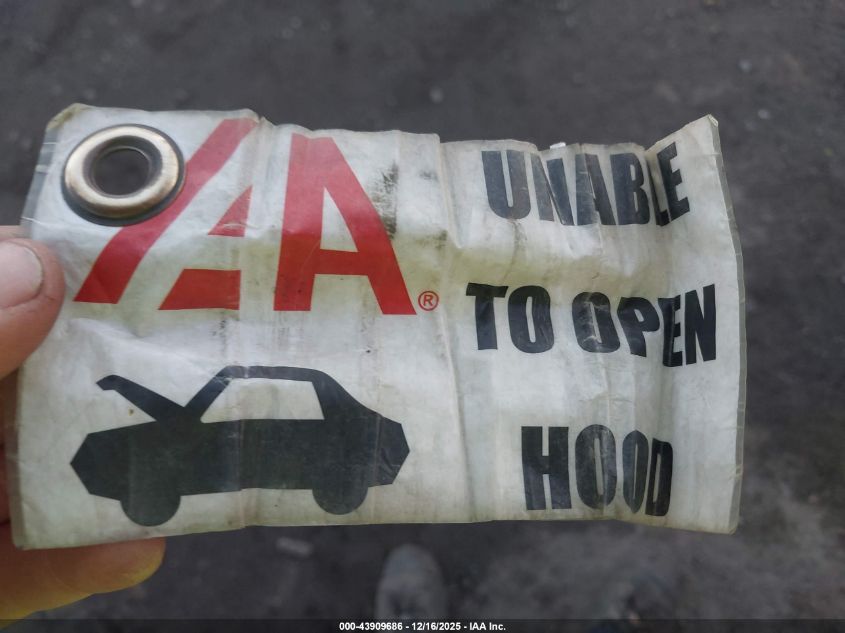 IAA®
UNABLE
TO OPEN
HOOD
000-43909686 - 12/16/2025 - IAA Inc.